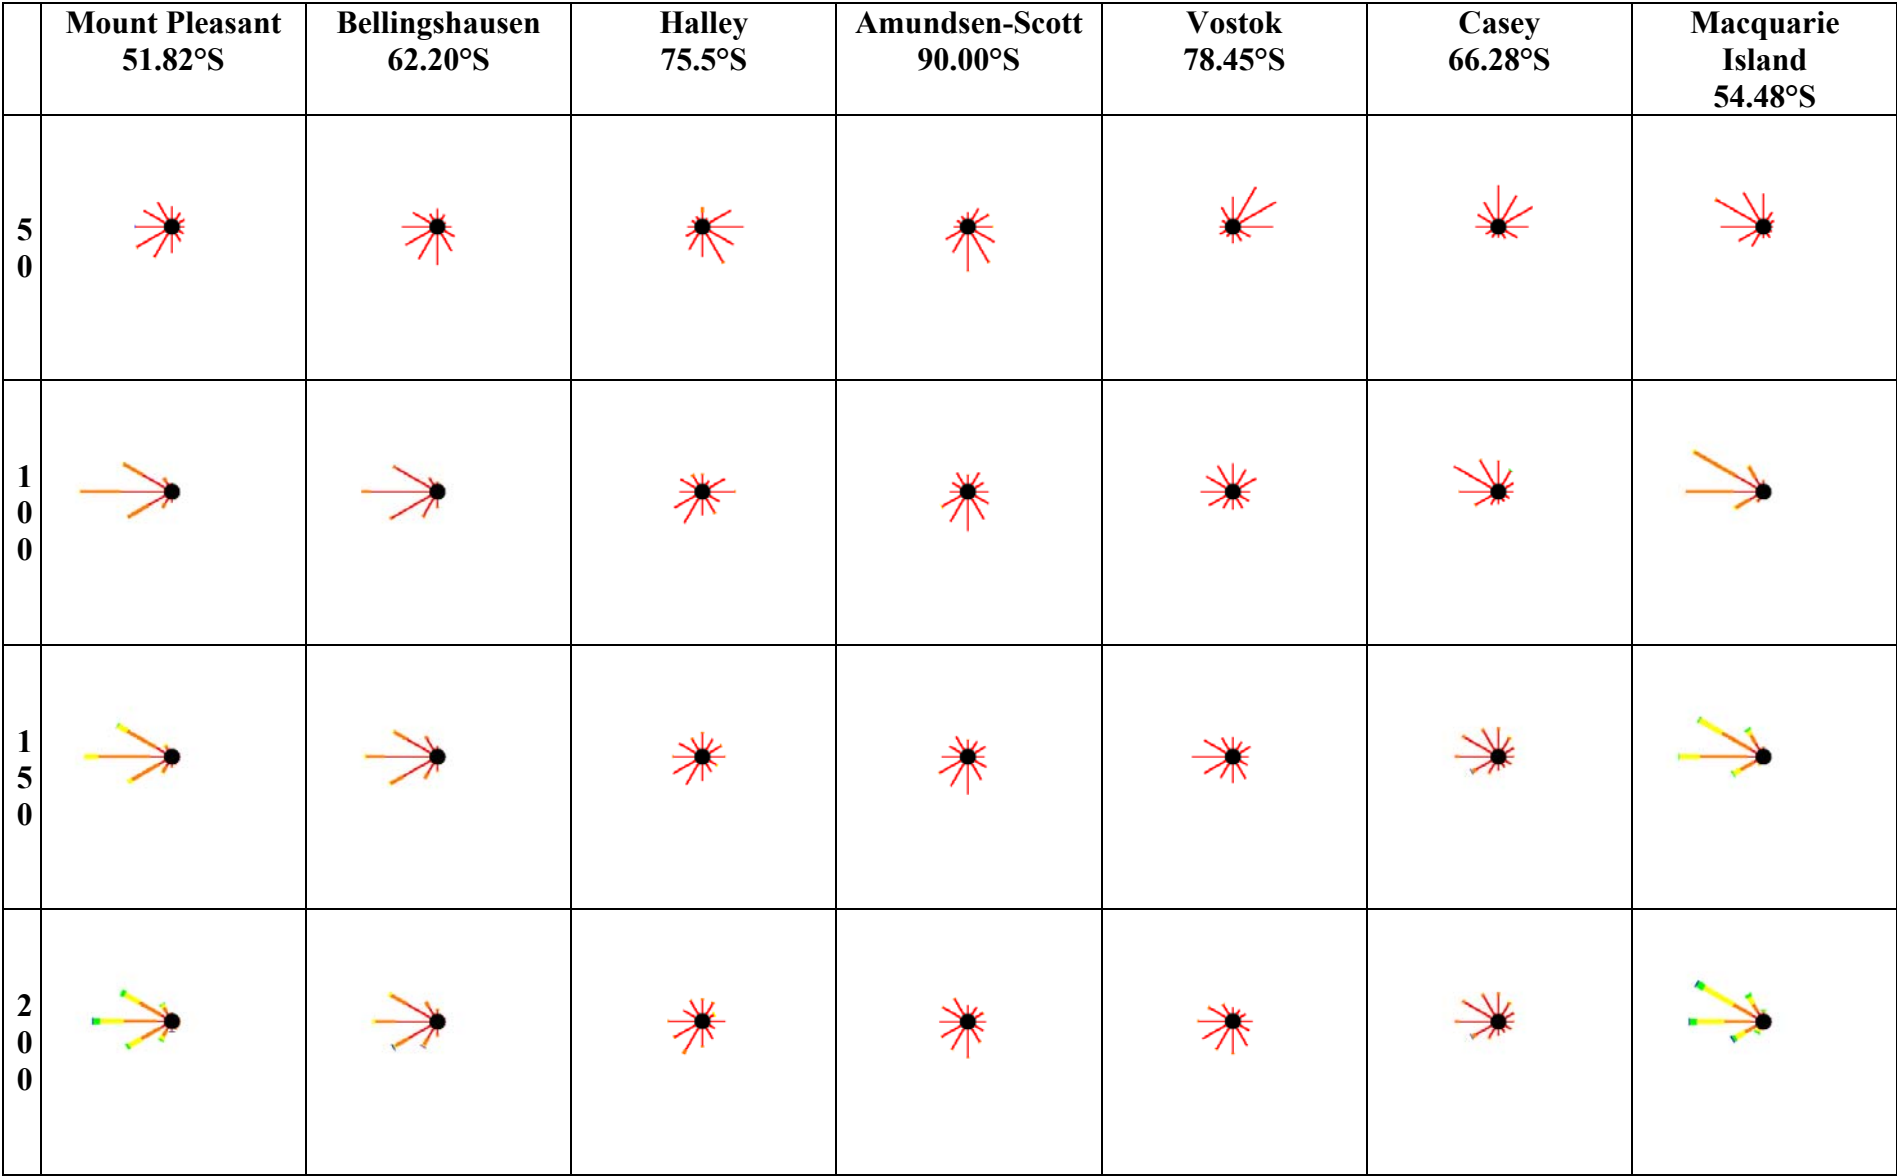 Mount Pleasant
51.82°S
Bellingshausen
62.20°S
Halley
75.5°S
Amundsen-Scott
90.00°S
Vostok
78.45°S
Casey
66.28°S
Macquarie
Island
54.48°S
5
0
1
0
0
1
5
0
2
0
0